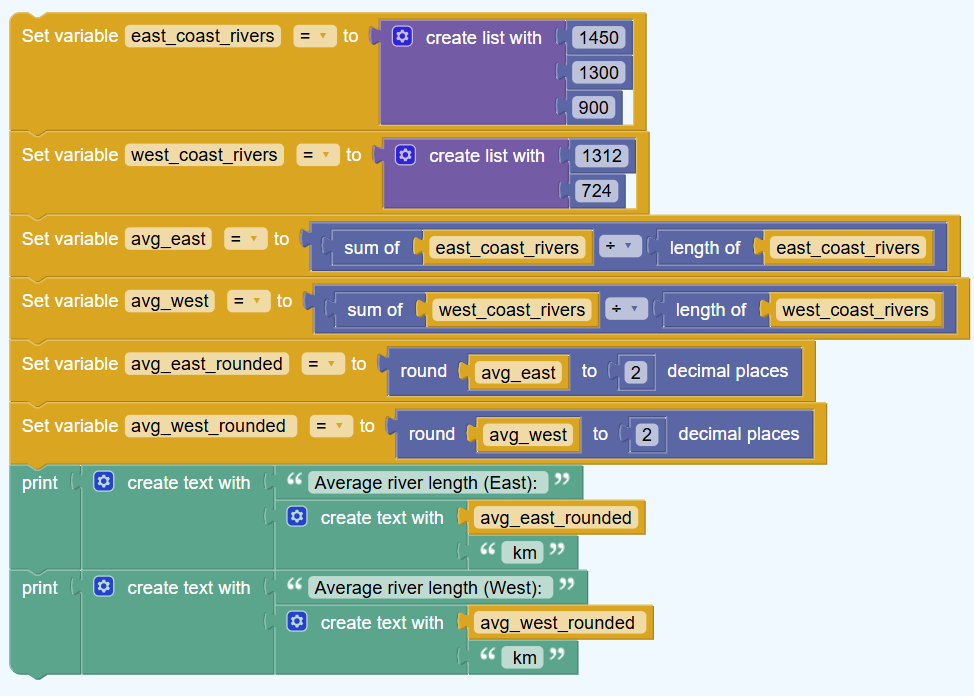 Set variable east_coast_rivers = to create list with 1450
1300
900
Set variable west_coast_rivers = to create list with 1312
724
Set variable avg_east = to sum of east_coast_rivers ÷ length of east_coast_rivers
Set variable avg_west = to sum of west_coast_rivers ÷ length of west_coast_rivers
Set variable avg_east_rounded = to round avg_east to 2 decimal places
Set variable avg_west_rounded = to round avg_west to 2 decimal places
print create text with “ Average river length (East): ”
create text with avg_east_rounded
“ km ”
print create text with “ Average river length (West): ”
create text with avg_west_rounded
“ km ”